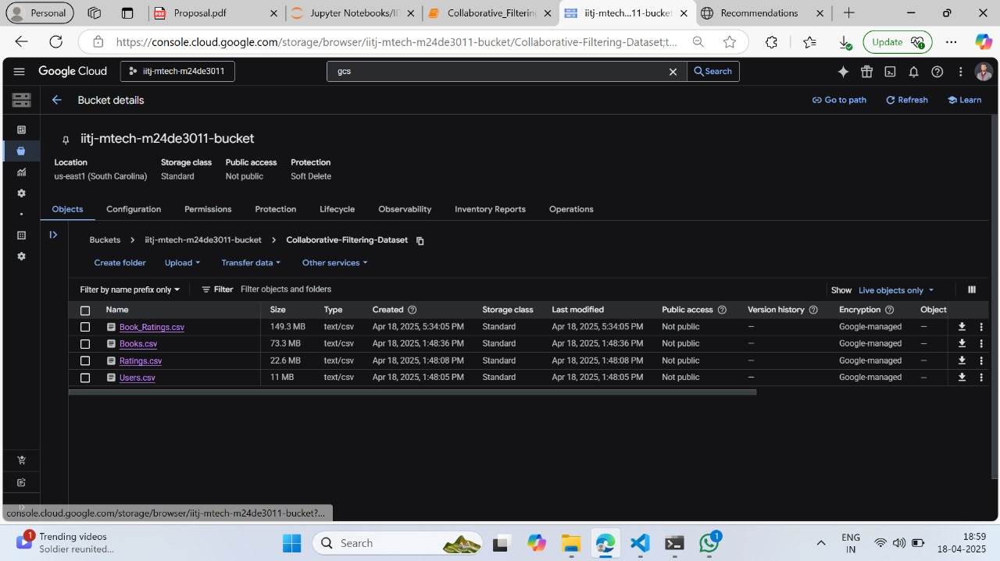 Personal
Proposal.pdf
Jupyter Notebooks/II
Collaborative_Filtering
iitj-mtech...11-bucket
Recommendations
https://console.cloud.google.com/storage/browser/iitj-mtech-m24de3011-bucket/Collaborative-Filtering-Dataset;t...
Update
Google Cloud
iitj-mtech-m24de3011
gcs
Search
Bucket details
Go to path
Refresh
Learn
iitj-mtech-m24de3011-bucket
Location Storage class Public access Protection
us-east1 (South Carolina) Standard Not public Soft Delete
Objects Configuration Permissions Protection Lifecycle Observability Inventory Reports Operations
Buckets > iitj-mtech-m24de3011-bucket > Collaborative-Filtering-Dataset
Create folder Upload Transfer data Other services
Filter by name prefix only Filter Filter objects and folders Show Live objects only
Name Size Type Created Storage class Last modified Public access Version history Encryption Object
Book_Ratings.csv 149.3 MB text/csv Apr 18, 2025, 5:34:05 PM Standard Apr 18, 2025, 5:34:05 PM Not public — Google-managed —
Books.csv 73.3 MB text/csv Apr 18, 2025, 1:48:36 PM Standard Apr 18, 2025, 1:48:36 PM Not public — Google-managed —
Ratings.csv 22.6 MB text/csv Apr 18, 2025, 1:48:08 PM Standard Apr 18, 2025, 1:48:08 PM Not public — Google-managed —
Users.csv 11 MB text/csv Apr 18, 2025, 1:48:05 PM Standard Apr 18, 2025, 1:48:05 PM Not public — Google-managed —
console.cloud.google.com/storage/browser/iitj-mtech-m24de3011-bucket?...
1
Trending videos
Soldier reunited...
Search
1
ENG
IN
18:59
18-04-2025